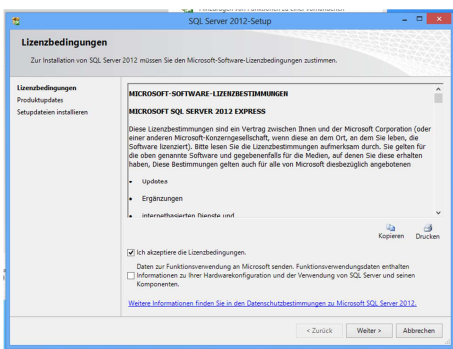 SQL Server 2012-Setup
Lizenzbedingungen
Zur Installation von SQL Server 2012 müssen Sie den Microsoft-Software-Lizenzbedingungen zustimmen.
Lizenzbedingungen
Produktupdates
Setupdateien installieren
MICROSOFT-SOFTWARE-LIZENZBESTIMMUNGEN
MICROSOFT SQL SERVER 2012 EXPRESS
Diese Lizenzbestimmungen sind ein Vertrag zwischen Ihnen und der Microsoft Corporation (oder
einer anderen Microsoft-Konzerngesellschaft, wenn diese an dem Ort, an dem Sie leben, die
Software lizenziert). Bitte lesen Sie die Lizenzbestimmungen aufmerksam durch. Sie gelten für
die oben genannte Software und gegebenenfalls für die Medien, auf denen Sie diese erhalten
haben, Diese Bestimmungen gelten auch für alle von Microsoft diesbezüglich angebotenen
• Updates
• Ergänzungen
• internetbasierten Dienste und
Kopieren Drucken
Ich akzeptiere die Lizenzbedingungen.
Daten zur Funktionsverwendung an Microsoft senden. Funktionsverwendungsdaten enthalten
Informationen zu Ihrer Hardwarekonfiguration und der Verwendung von SQL Server und seinen
Komponenten.
Weitere Informationen finden Sie in den Datenschutzbestimmungen zu Microsoft SQL Server 2012.
< Zurück Weiter > Abbrechen